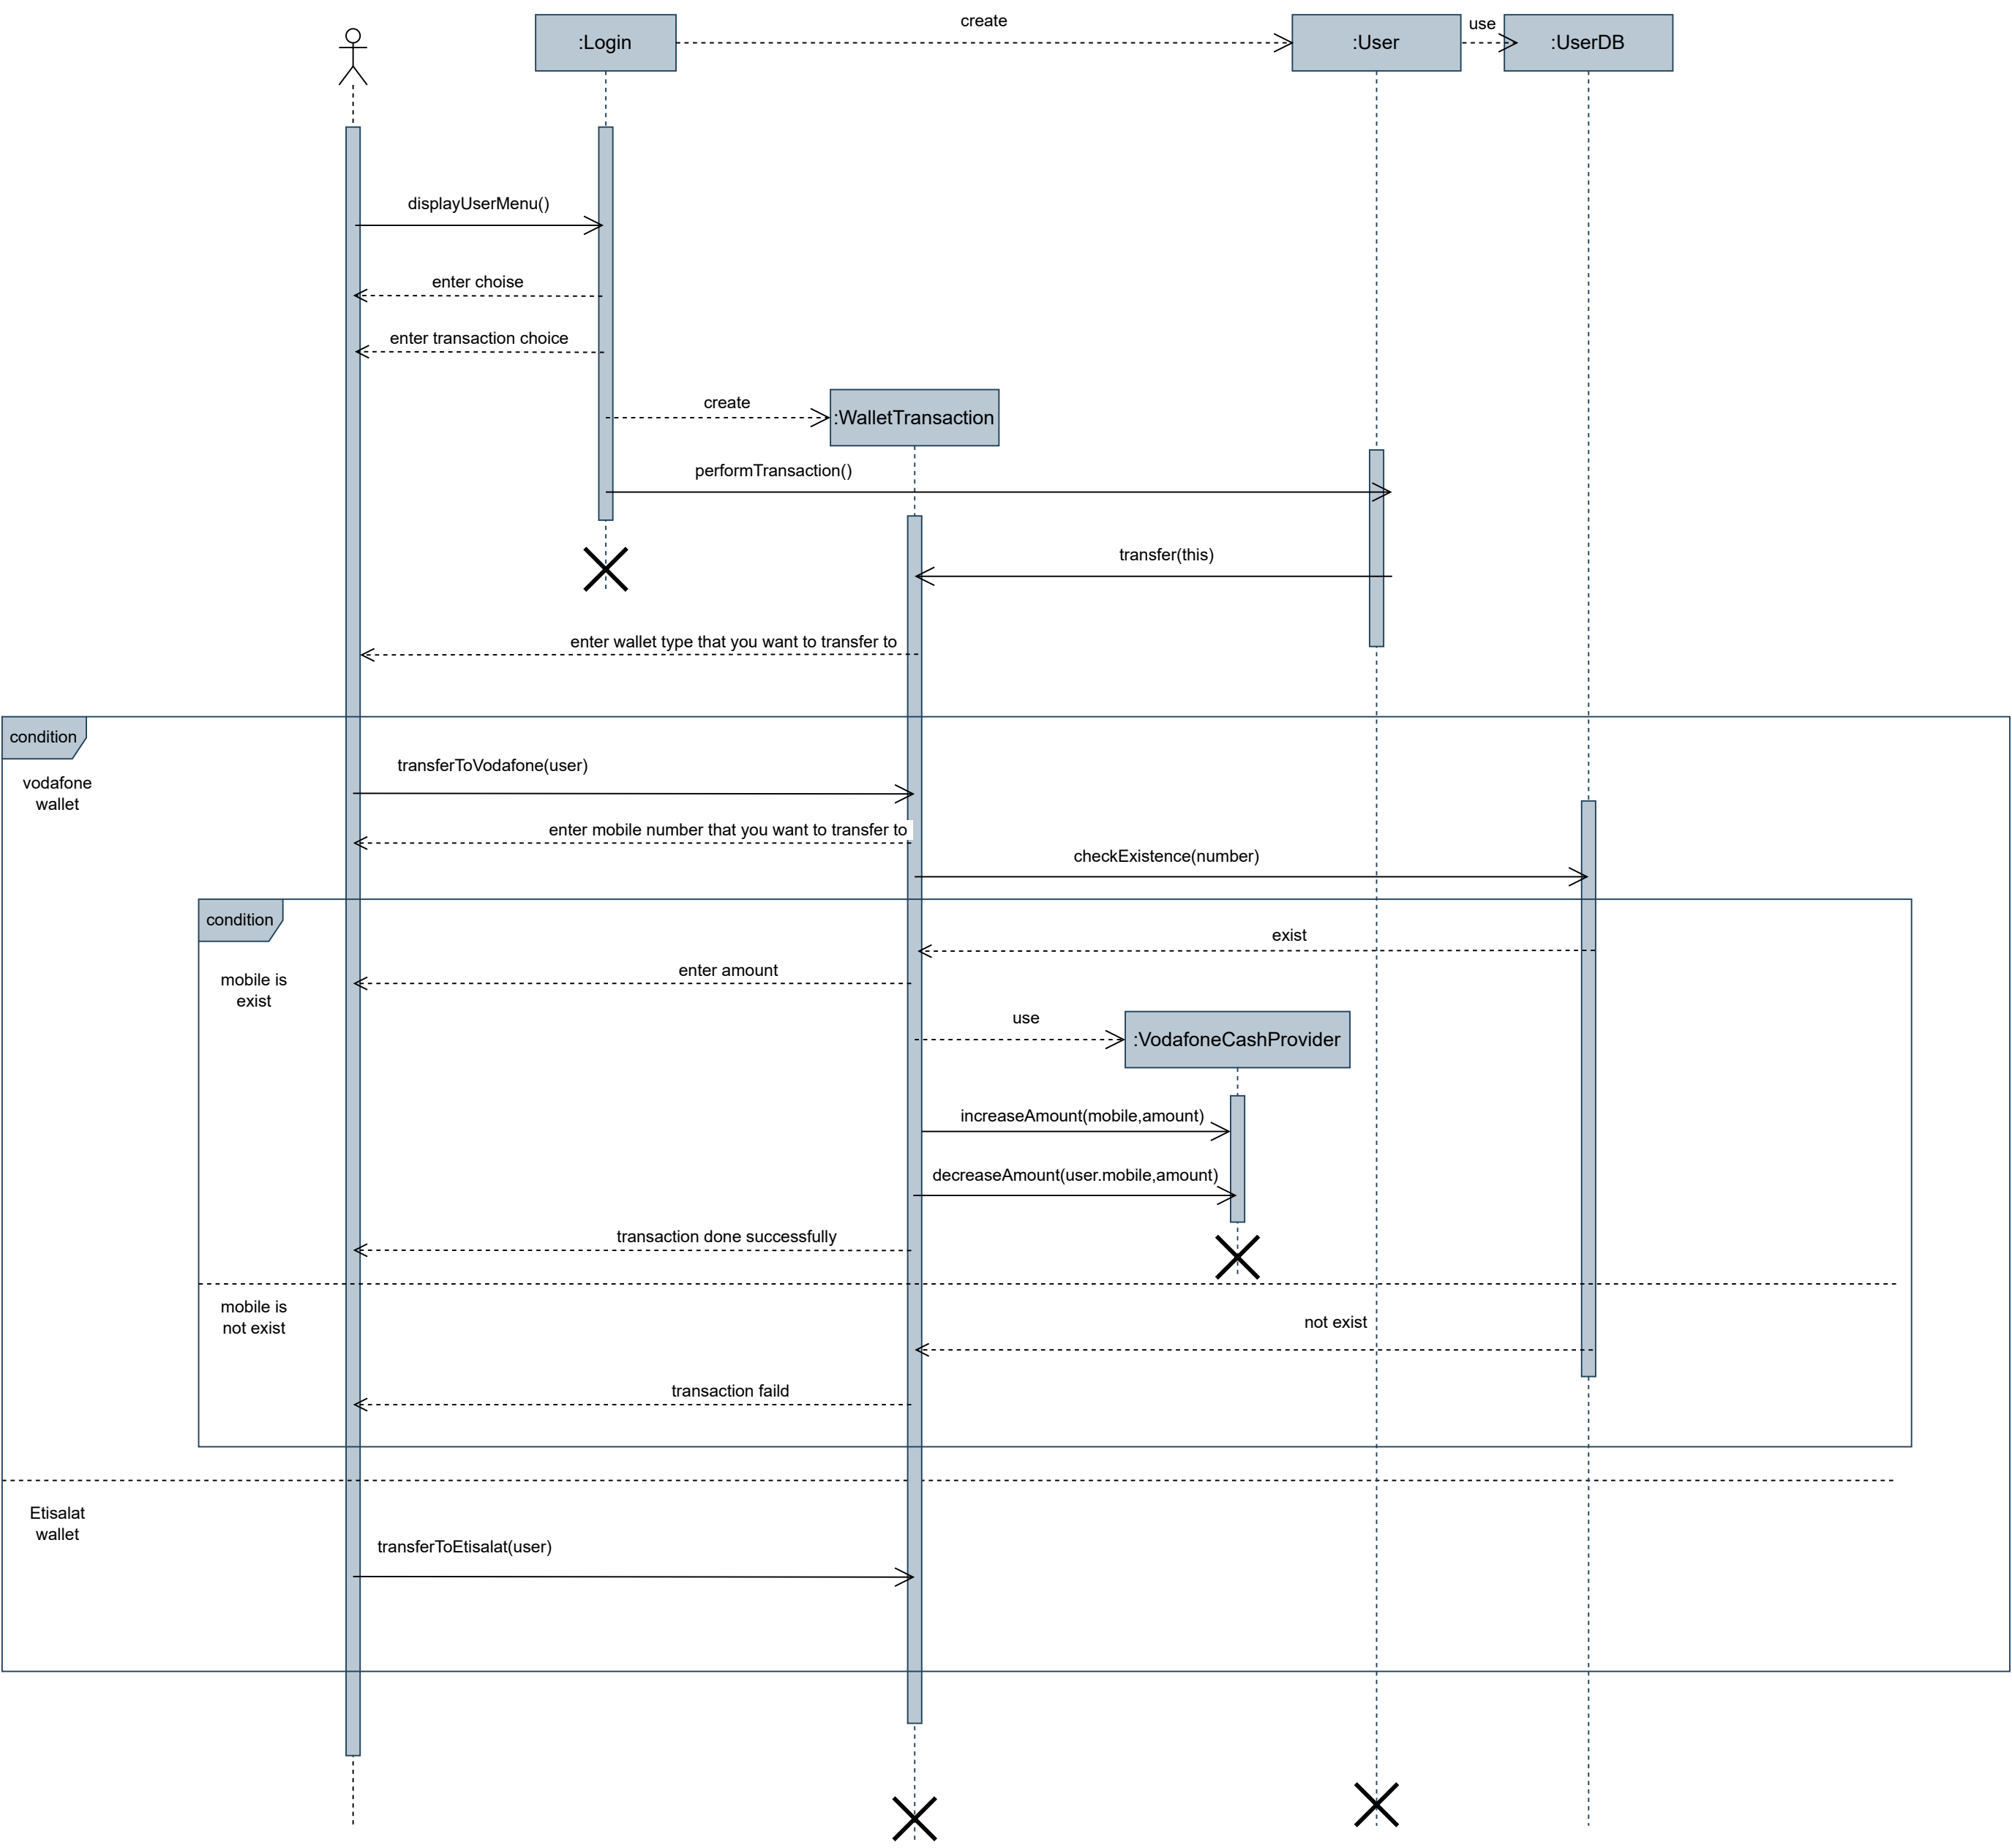 create
use
:Login
:User
:UserDB
displayUserMenu()
enter choise
enter transaction choice
create
:WalletTransaction
performTransaction()
transfer(this)
enter wallet type that you want to transfer to
condition
transferToVodafone(user)
vodafone
wallet
enter mobile number that you want to transfer to
checkExistence(number)
condition
exist
enter amount
mobile is
exist
use
:VodafoneCashProvider
increaseAmount(mobile,amount)
decreaseAmount(user.mobile,amount)
transaction done successfully
mobile is
not exist
not exist
transaction faild
Etisalat
wallet
transferToEtisalat(user)